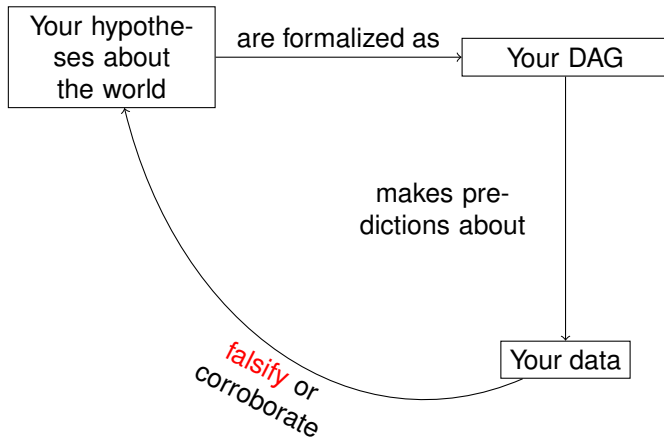 Your hypothe-
ses about
the world
are formalized as
Your DAG
makes pre-
dictions about
Your data
falsify or
corroborate